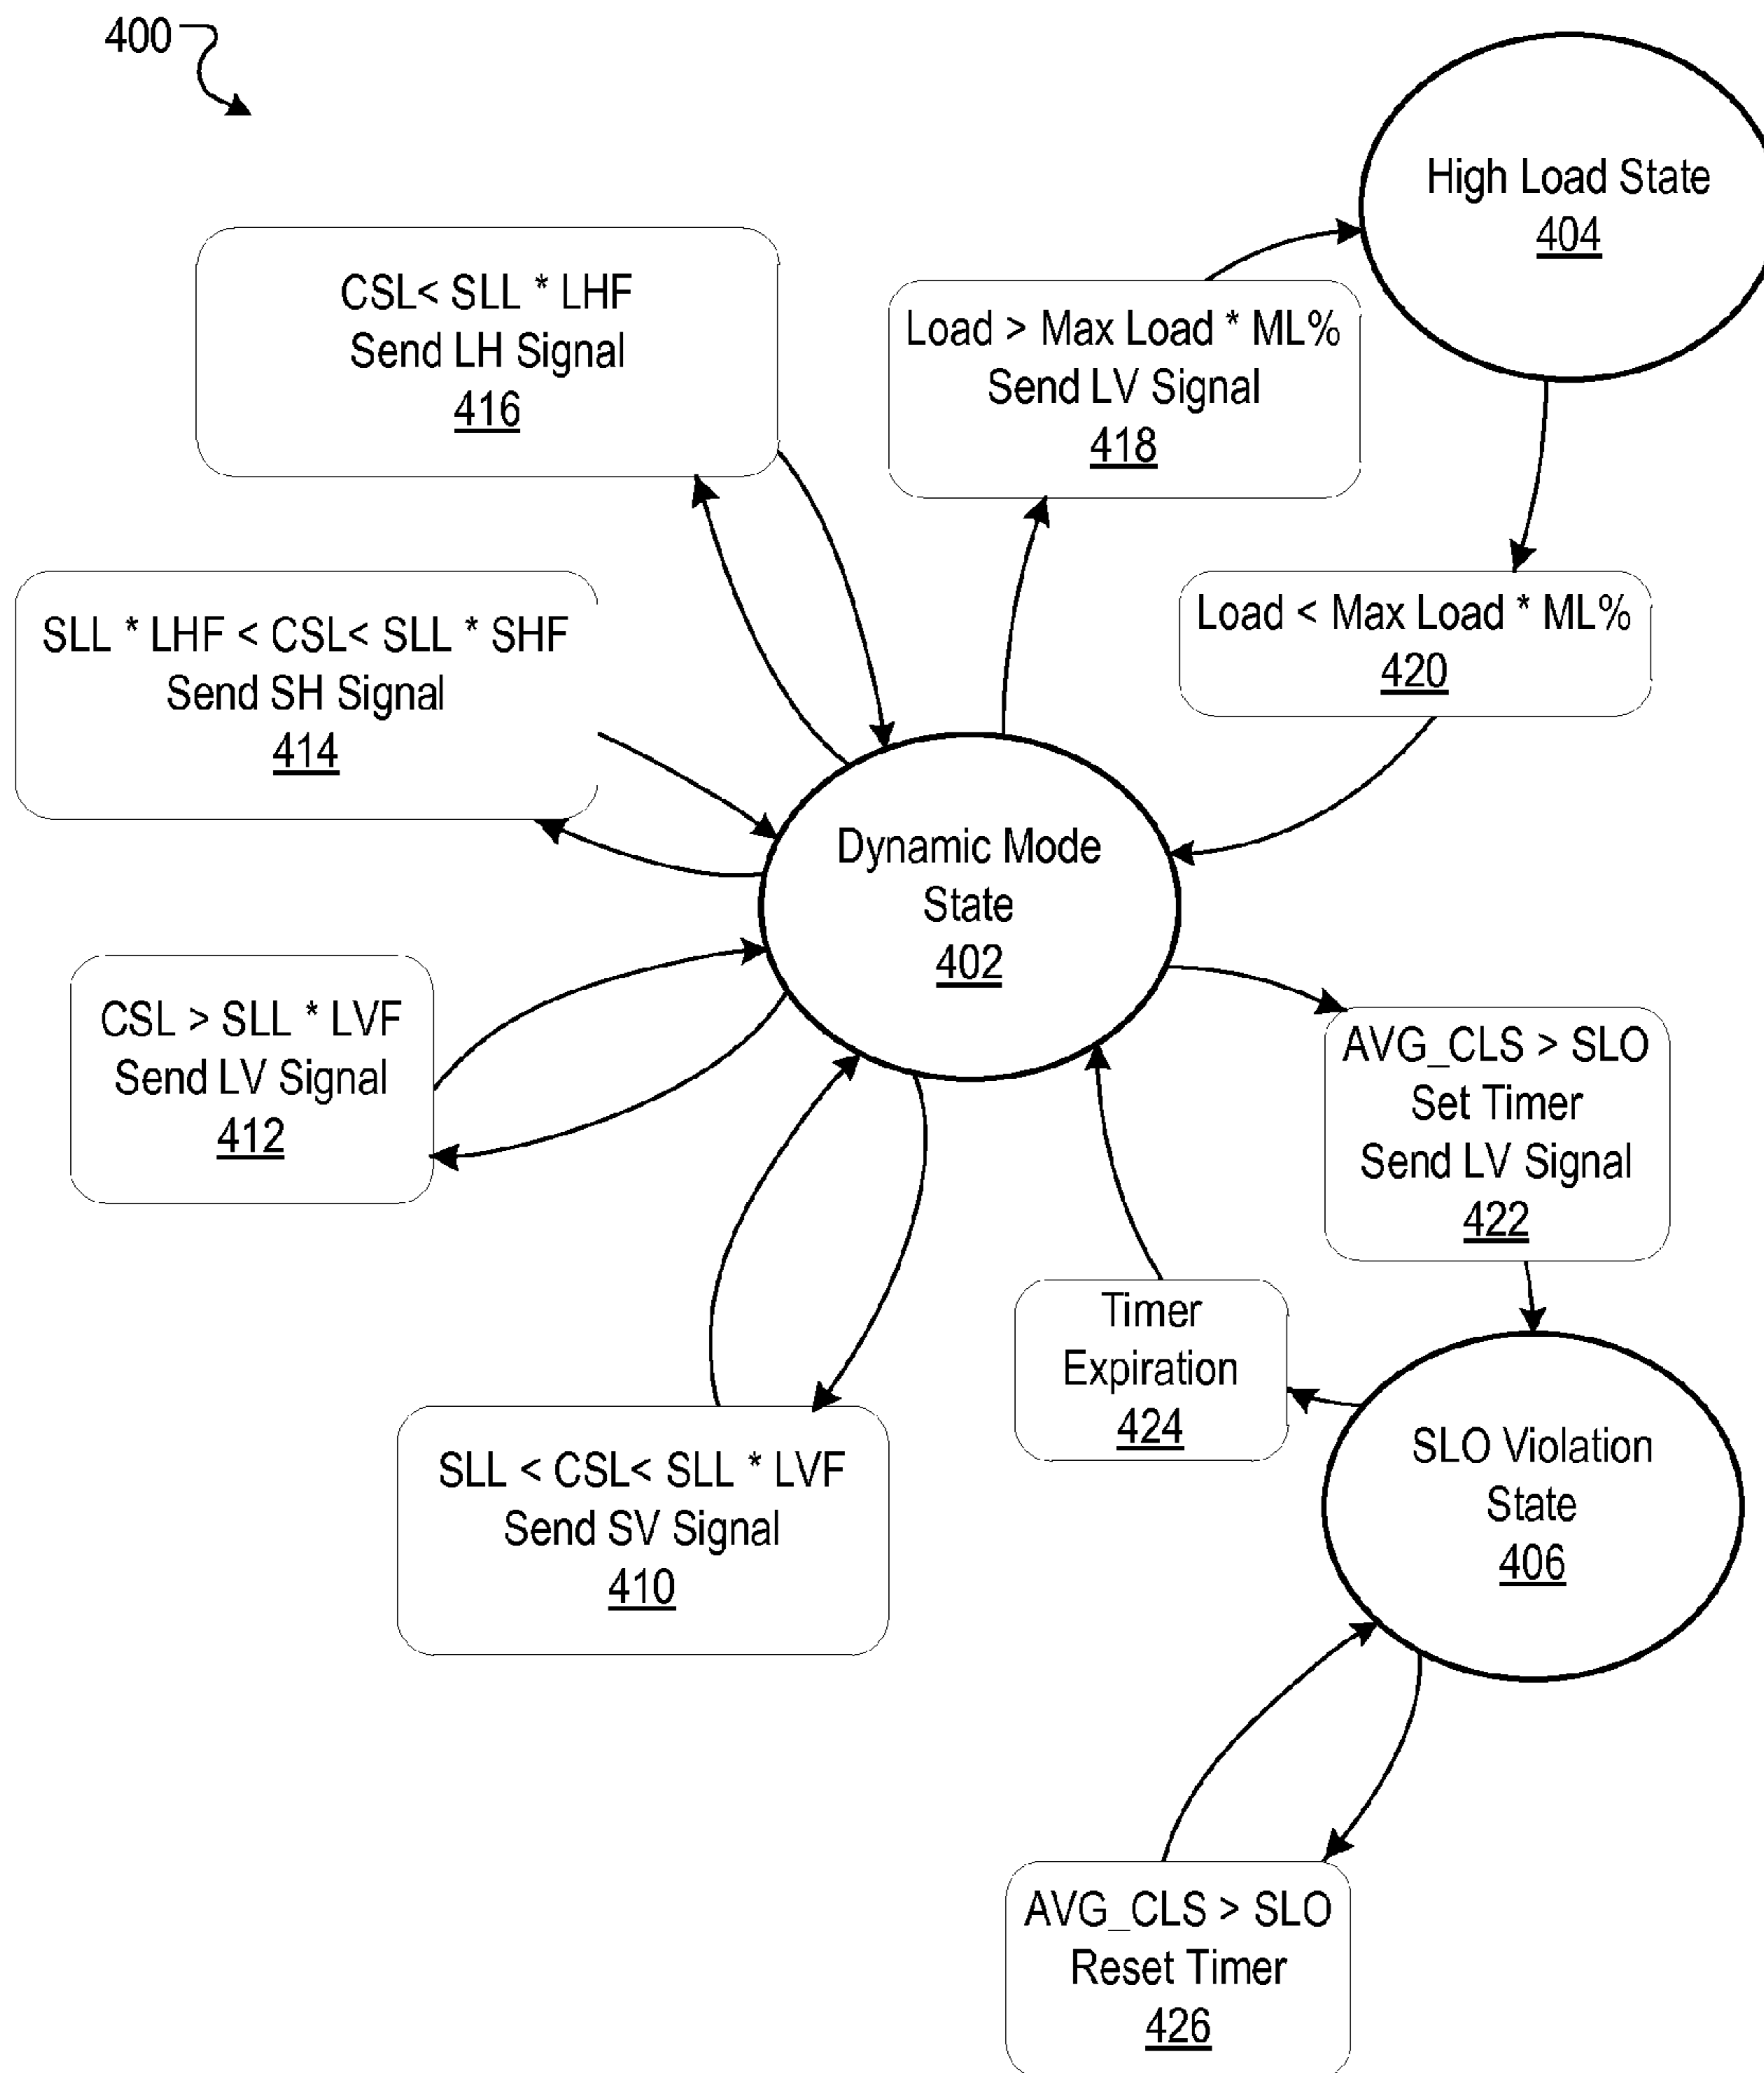 400
High Load State
404
CSL< SLL * LHF
Send LH Signal
416
Load > Max Load * ML%
Send LV Signal
418
SLL * LHF < CSL< SLL * SHF
Send SH Signal
414
Load < Max Load * ML%
420
Dynamic Mode
State
402
CSL > SLL * LVF
Send LV Signal
412
AVG_CLS > SLO
Set Timer
Send LV Signal
422
Timer
Expiration
424
SLL < CSL< SLL * LVF
Send SV Signal
410
SLO Violation
State
406
AVG_CLS > SLO
Reset Timer
426